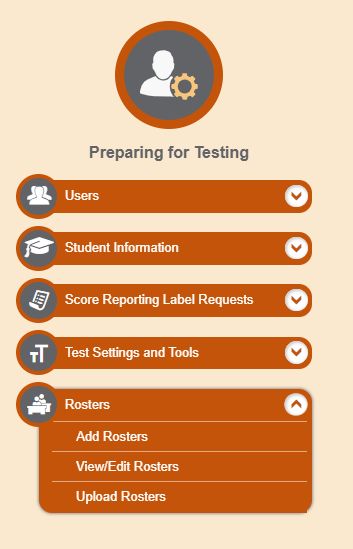 Preparing for Testing
Users
Student Information
Score Reporting Label Requests
Test Settings and Tools
Rosters
Add Rosters
View/Edit Rosters
Upload Rosters